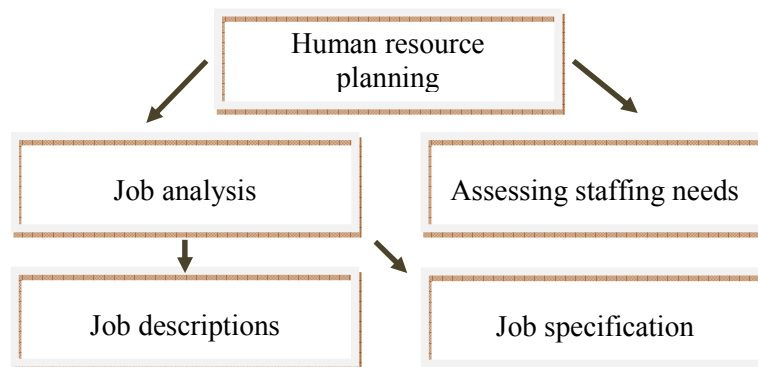 Human resource
planning
Job analysis
Assessing staffing needs
Job descriptions
Job specification